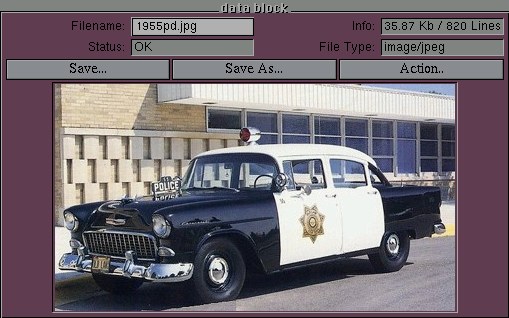 data block
Filename: 1955pd.jpg Info: 35.87 Kb / 820 Lines
Status: OK File Type: image/jpeg
Save... Save As... Action..
POLICE